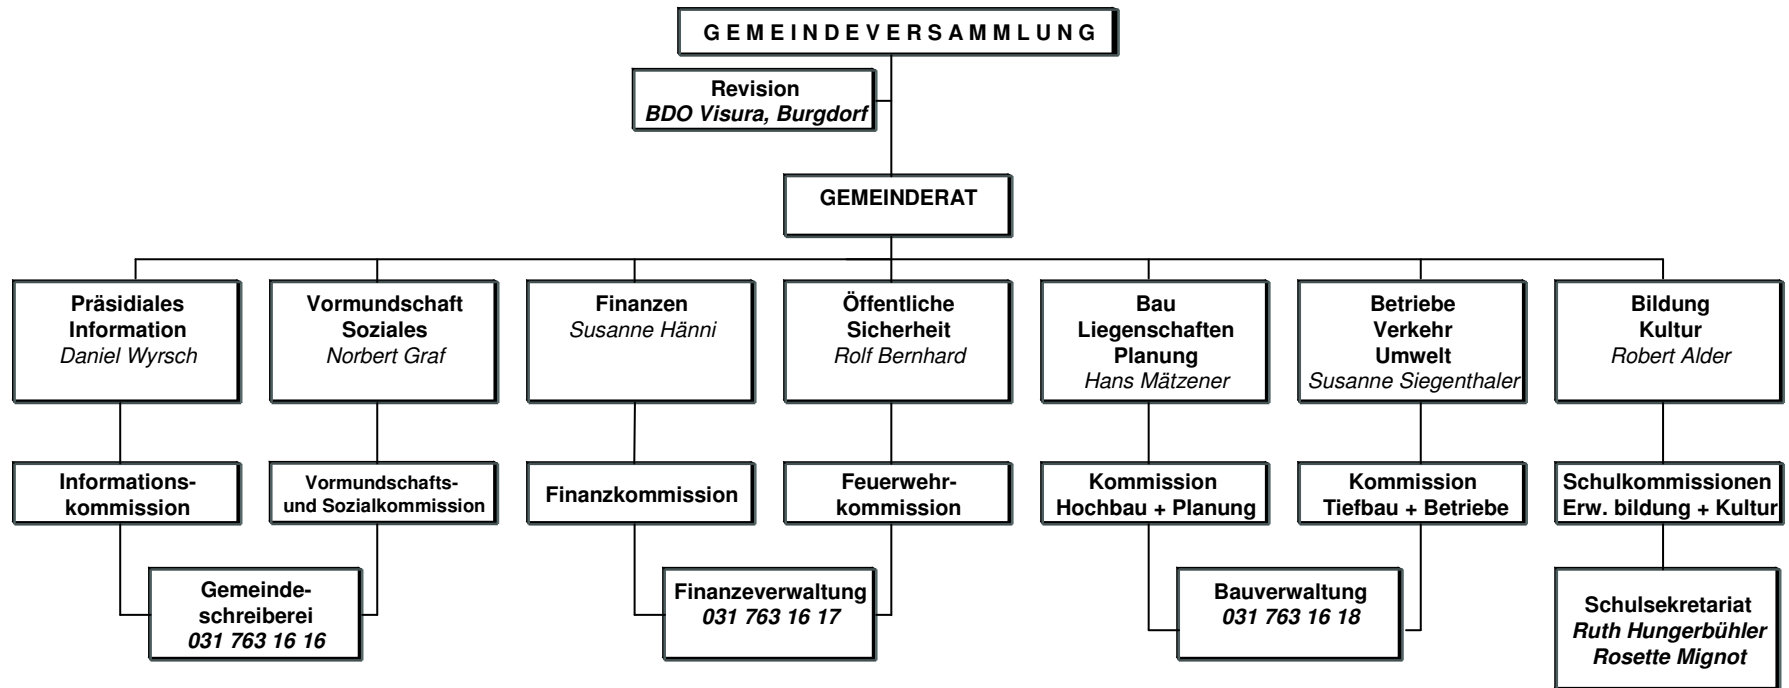 GEMEINDEVERSAMMLUNG
Revision
BDO Visura, Burgdorf
GEMEINDERAT
Präsidiales
Information
Daniel Wyrsch
Vormundschaft
Soziales
Norbert Graf
Finanzen
Susanne Hänni
Öffentliche
Sicherheit
Rolf Bernhard
Bau
Liegenschaften
Planung
Hans Mätzener
Betriebe
Verkehr
Umwelt
Susanne Siegenthaler
Bildung
Kultur
Robert Alder
Informations-
kommission
Vormundschafts-
und Sozialkommission
Finanzkommission
Feuerwehr-
kommission
Kommission
Hochbau + Planung
Kommission
Tiefbau + Betriebe
Schulkommissionen
Erw. bildung + Kultur
Gemeinde-
schreiberei
031 763 16 16
Finanzeverwaltung
031 763 16 17
Bauverwaltung
031 763 16 18
Schulsekretariat
Ruth Hungerbühler
Rosette Mignot